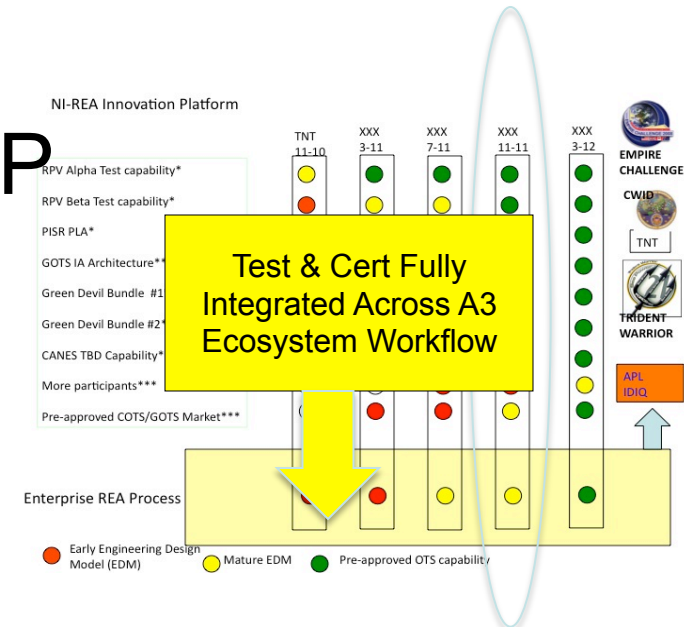 NI-REA Innovation Platform
P
TNT
11-10
XXX
3-11
XXX
7-11
XXX
11-11
XXX
3-12
RPV Alpha Test capability*
RPV Beta Test capability*
PISR PLA*
GOTS IA Architecture**
Green Devil Bundle #1
Green Devil Bundle #2*
CANES TBD Capability*
More participants***
Pre-approved COTS/GOTS Market***
Test & Cert Fully
Integrated Across A3
Ecosystem Workflow
EMPIRE
CHALLENGE
CWID
TNT
TRIDENT
WARRIOR
APL
IDIQ
Enterprise REA Process
Early Engineering Design
Model (EDM)
Mature EDM
Pre-approved OTS capability